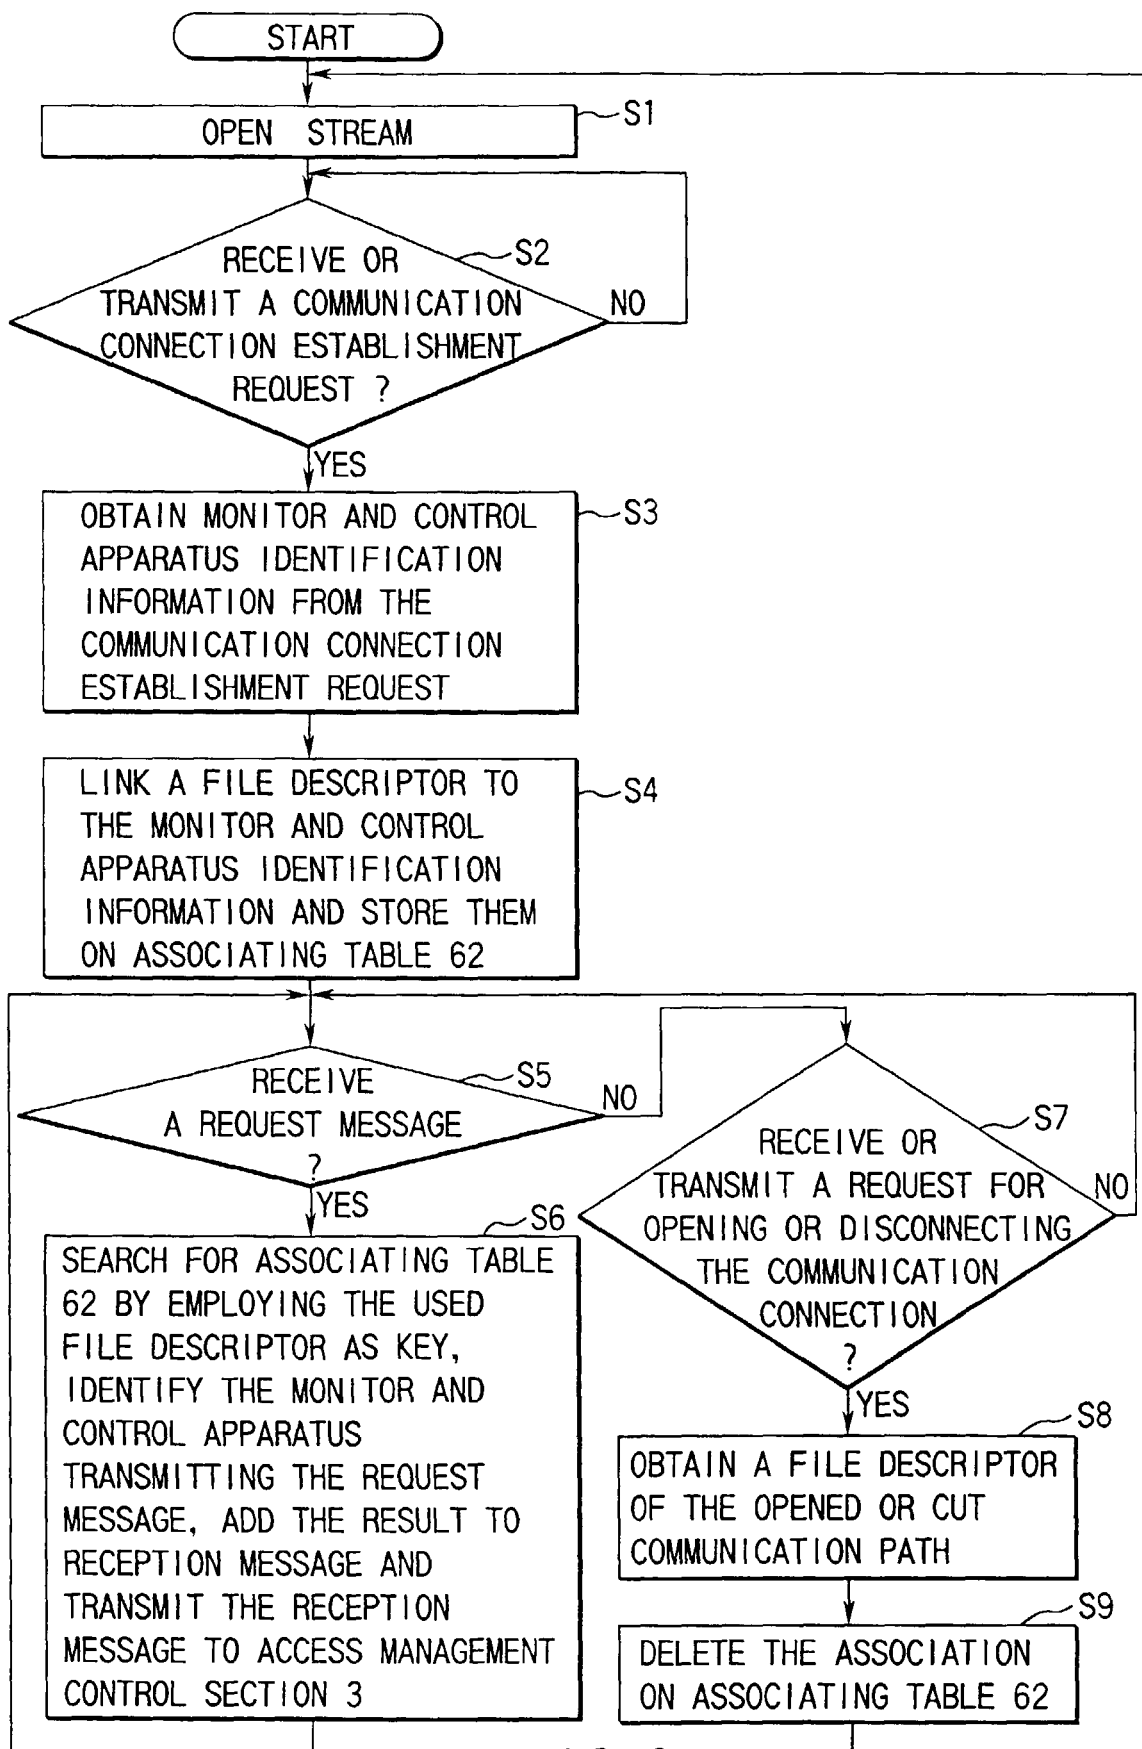 START
OPEN STREAM
S1
RECEIVE OR
TRANSMIT A COMMUNICATION
CONNECTION ESTABLISHMENT
REQUEST ?
S2
NO
YES
OBTAIN MONITOR AND CONTROL
APPARATUS IDENTIFICATION
INFORMATION FROM THE
COMMUNICATION CONNECTION
ESTABLISHMENT REQUEST
S3
LINK A FILE DESCRIPTOR TO
THE MONITOR AND CONTROL
APPARATUS IDENTIFICATION
INFORMATION AND STORE THEM
ON ASSOCIATING TABLE 62
S4
RECEIVE
A REQUEST MESSAGE
?
S5
NO
YES
S6
SEARCH FOR ASSOCIATING TABLE
62 BY EMPLOYING THE USED
FILE DESCRIPTOR AS KEY,
IDENTIFY THE MONITOR AND
CONTROL APPARATUS
TRANSMITTING THE REQUEST
MESSAGE, ADD THE RESULT TO
RECEPTION MESSAGE AND
TRANSMIT THE RECEPTION
MESSAGE TO ACCESS MANAGEMENT
CONTROL SECTION 3
S7
RECEIVE OR
TRANSMIT A REQUEST FOR
OPENING OR DISCONNECTING
THE COMMUNICATION
CONNECTION
?
NO
YES
S8
OBTAIN A FILE DESCRIPTOR
OF THE OPENED OR CUT
COMMUNICATION PATH
S9
DELETE THE ASSOCIATION
ON ASSOCIATING TABLE 62